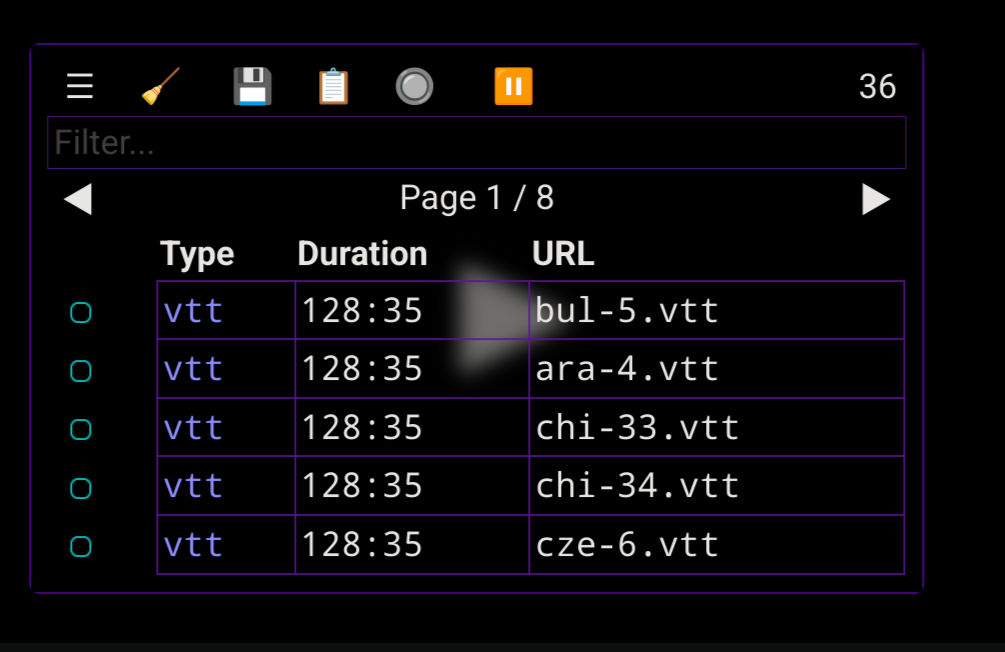 36
Filter...
Page 1 / 8
Type Duration URL
vtt 128:35 bul-5.vtt
vtt 128:35 ara-4.vtt
vtt 128:35 chi-33.vtt
vtt 128:35 chi-34.vtt
vtt 128:35 cze-6.vtt